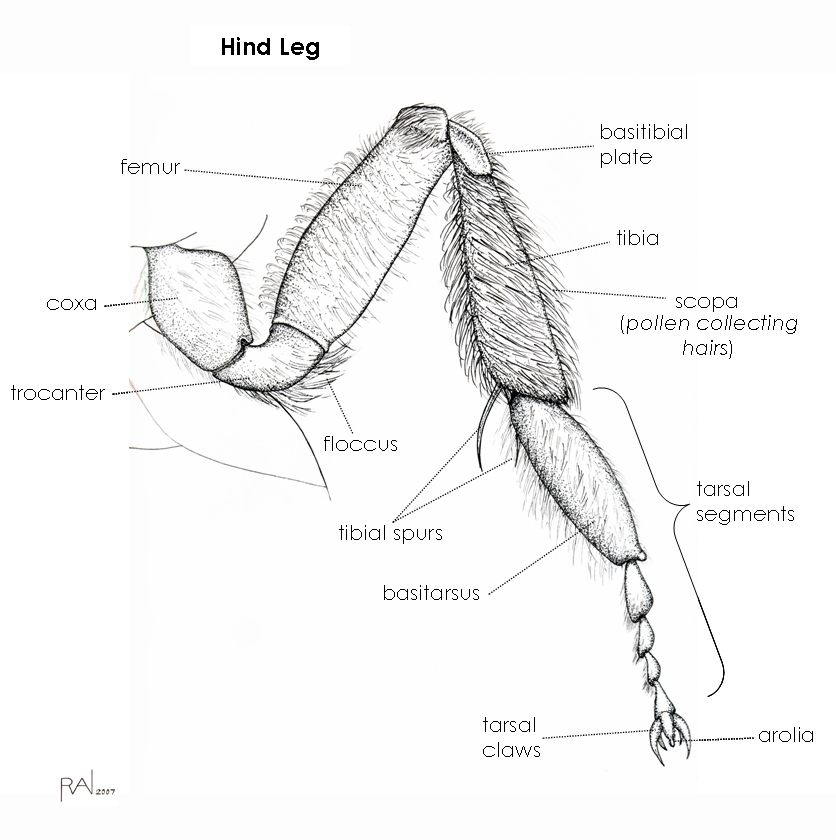 Hind Leg
basitibial
plate
femur
tibia
coxa
scopa
(pollen collecting
hairs)
trocanter
floccus
tarsal
segments
tibial spurs
basitarsus
tarsal
claws
arolia
RAI 2007